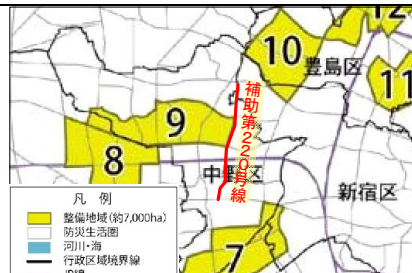 12
10
豊島区
11
9
補助第220号線
8
中野区
新宿区
7
凡 例
整備地域(約7,000ha)
防災生活圏
河川・海
行政区域境界線